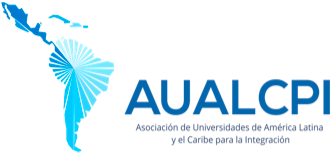 AUALCPI
Asociación de Universidades de América Latina
y el Caribe para la Integración